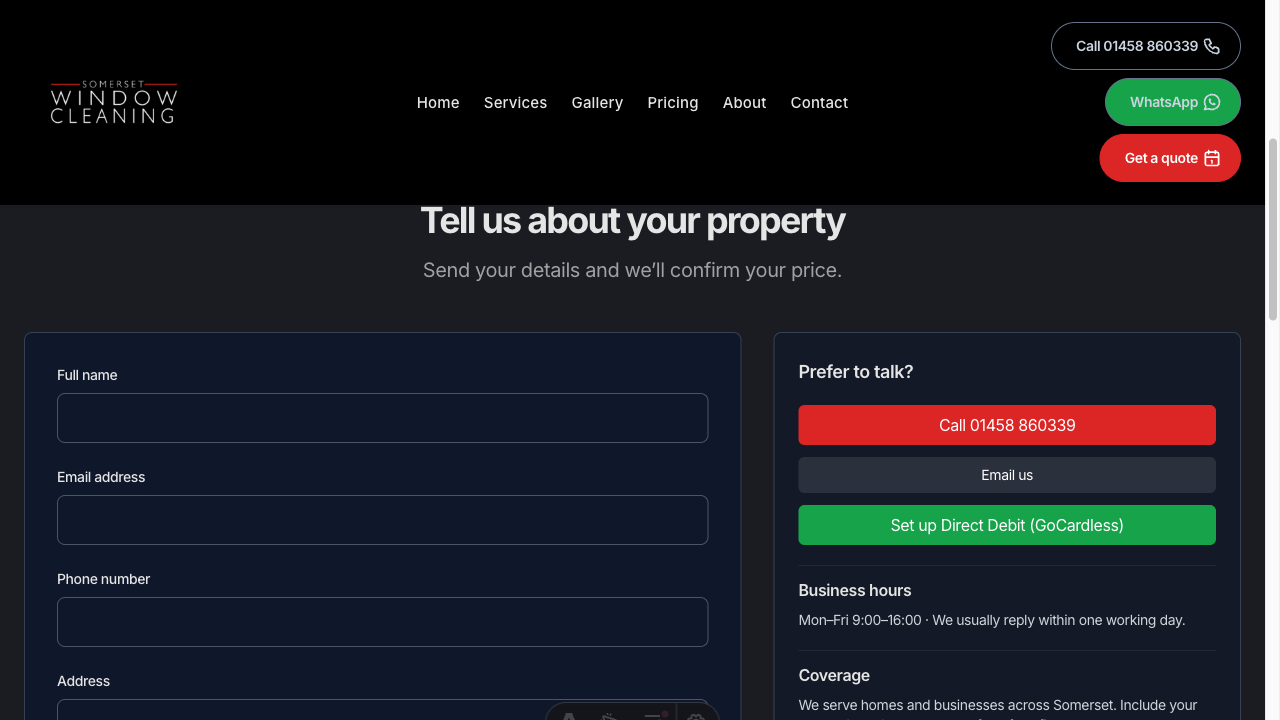 SOMERSET
WINDOW
CLEANING
Home Services Gallery Pricing About Contact
Call 01458 860339
WhatsApp
Get a quote
Tell us about your property
Send your details and we’ll confirm your price.
Full name
Email address
Phone number
Address
Prefer to talk?
Call 01458 860339
Email us
Set up Direct Debit (GoCardless)
Business hours
Mon–Fri 9:00–16:00 · We usually reply within one working day.
Coverage
We serve homes and businesses across Somerset. Include your